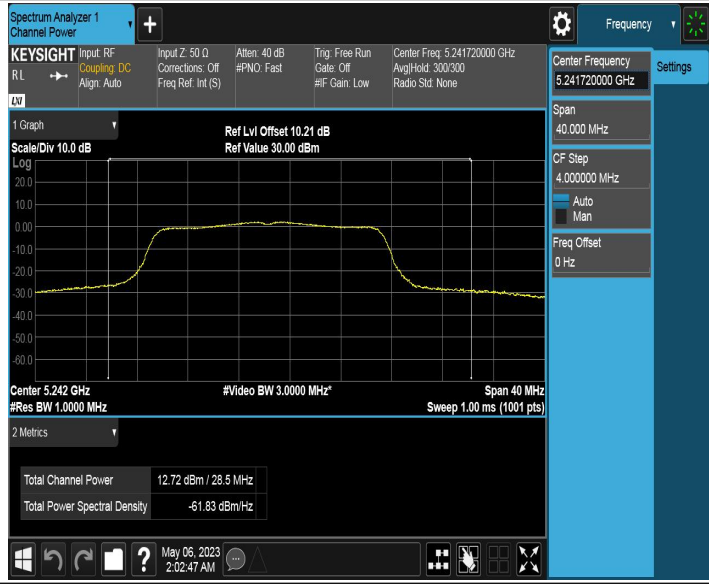 Spectrum Analyzer 1
Channel Power
Frequency
KEYSIGHT
Input: RF
Coupling: DC
Align: Auto
Input Z: 50 Ω
Corrections: Off
Freq Ref: Int (S)
Atten: 40 dB
#PNO: Fast
Trig: Free Run
Gate: Off
#IF Gain: Low
Center Freq: 5.241720000 GHz
Avg|Hold: 300/300
Radio Std: None
R L
LXI
Center Frequency
5.241720000 GHz
Settings
Span
40.000 MHz
CF Step
4.000000 MHz
Auto
Man
Freq Offset
0 Hz
1 Graph
Ref Lvl Offset 10.21 dB
Scale/Div 10.0 dB
Ref Value 30.00 dBm
Log
20.0
10.0
0.00
-10.0
-20.0
-30.0
-40.0
-50.0
-60.0
Center 5.242 GHz
#Video BW 3.0000 MHz*
Span 40 MHz
#Res BW 1.0000 MHz
Sweep 1.00 ms (1001 pts)
2 Metrics
Total Channel Power
12.72 dBm / 28.5 MHz
Total Power Spectral Density
-61.83 dBm/Hz
May 06, 2023
2:02:47 AM